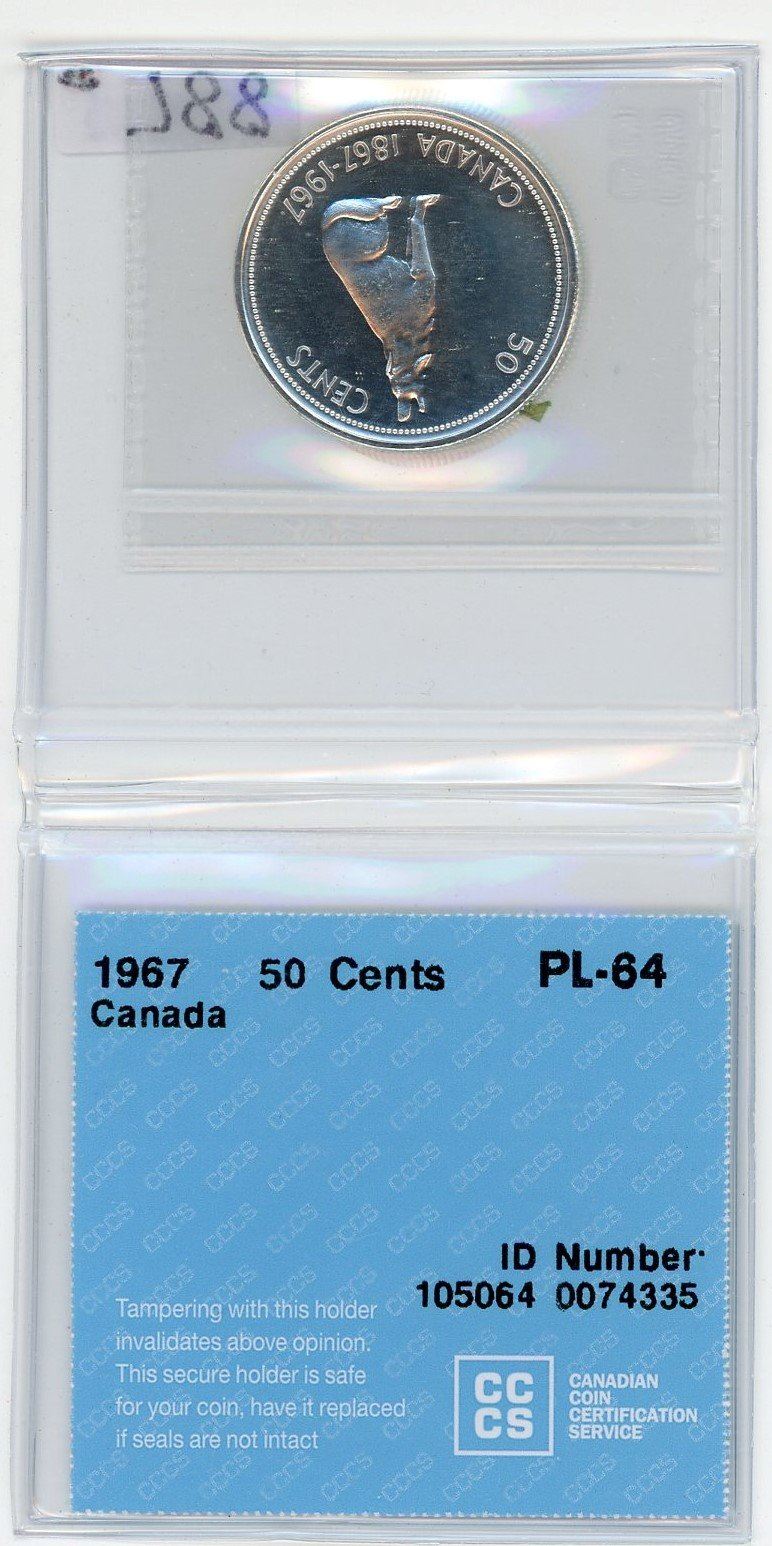 788
CANADA 1867-1967
50 CENTS
1967 50 Cents PL-64
Canada
ID Number
105064 0074335
Tampering with this holder
invalidates above opinion.
This secure holder is safe
for your coin, have it replaced
if seals are not intact
CC
CS
CANADIAN
COIN
CERTIFICATION
SERVICE